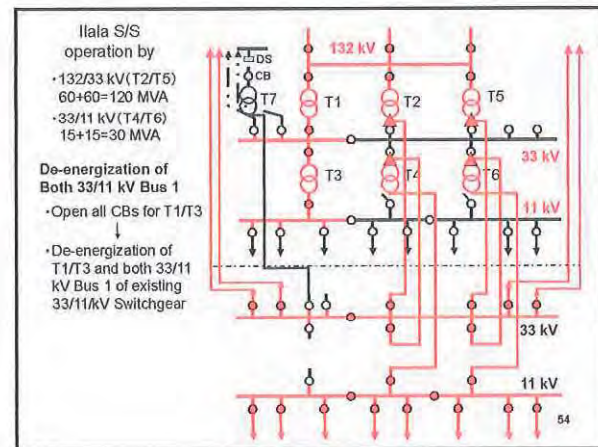 Ilala S/S
operation by
・132/33 kV(T2/T5)
60+60=120 MVA
・33/11 kV(T4/T6)
15+15=30 MVA
De-energization of
Both 33/11 kV Bus 1
・Open all CBs for T1/T3
↓
・De-energization of
T1/T3 and both 33/11
kV Bus 1 of existing
33/11/kV Switchgear
132 kV
DS
CB
T7
T1
T2
T5
33 kV
T3
T4
T6
11 kV
33 kV
11 kV
54